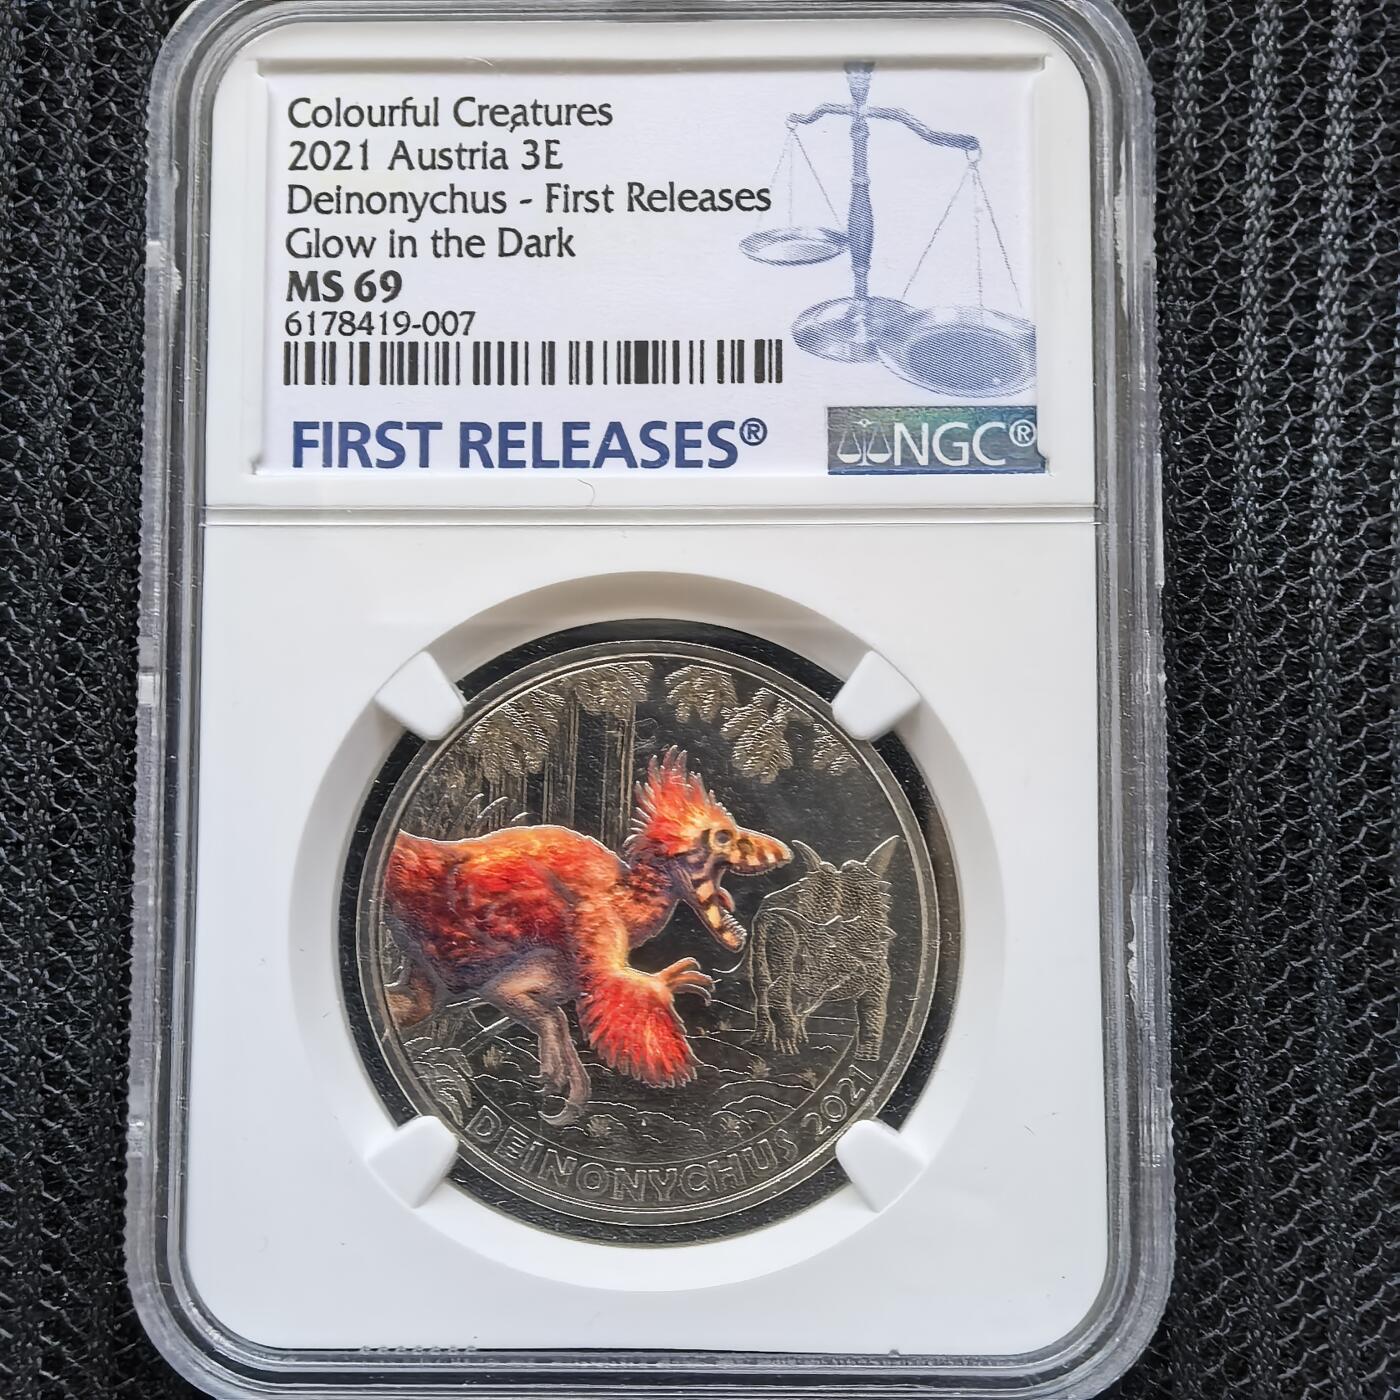 Colourful Creatures
2021 Austria 3E
Deinonychus - First Releases
Glow in the Dark
MS 69
6178419-007
FIRST RELEASES®
NGC®
DEINONYCHUS 2021